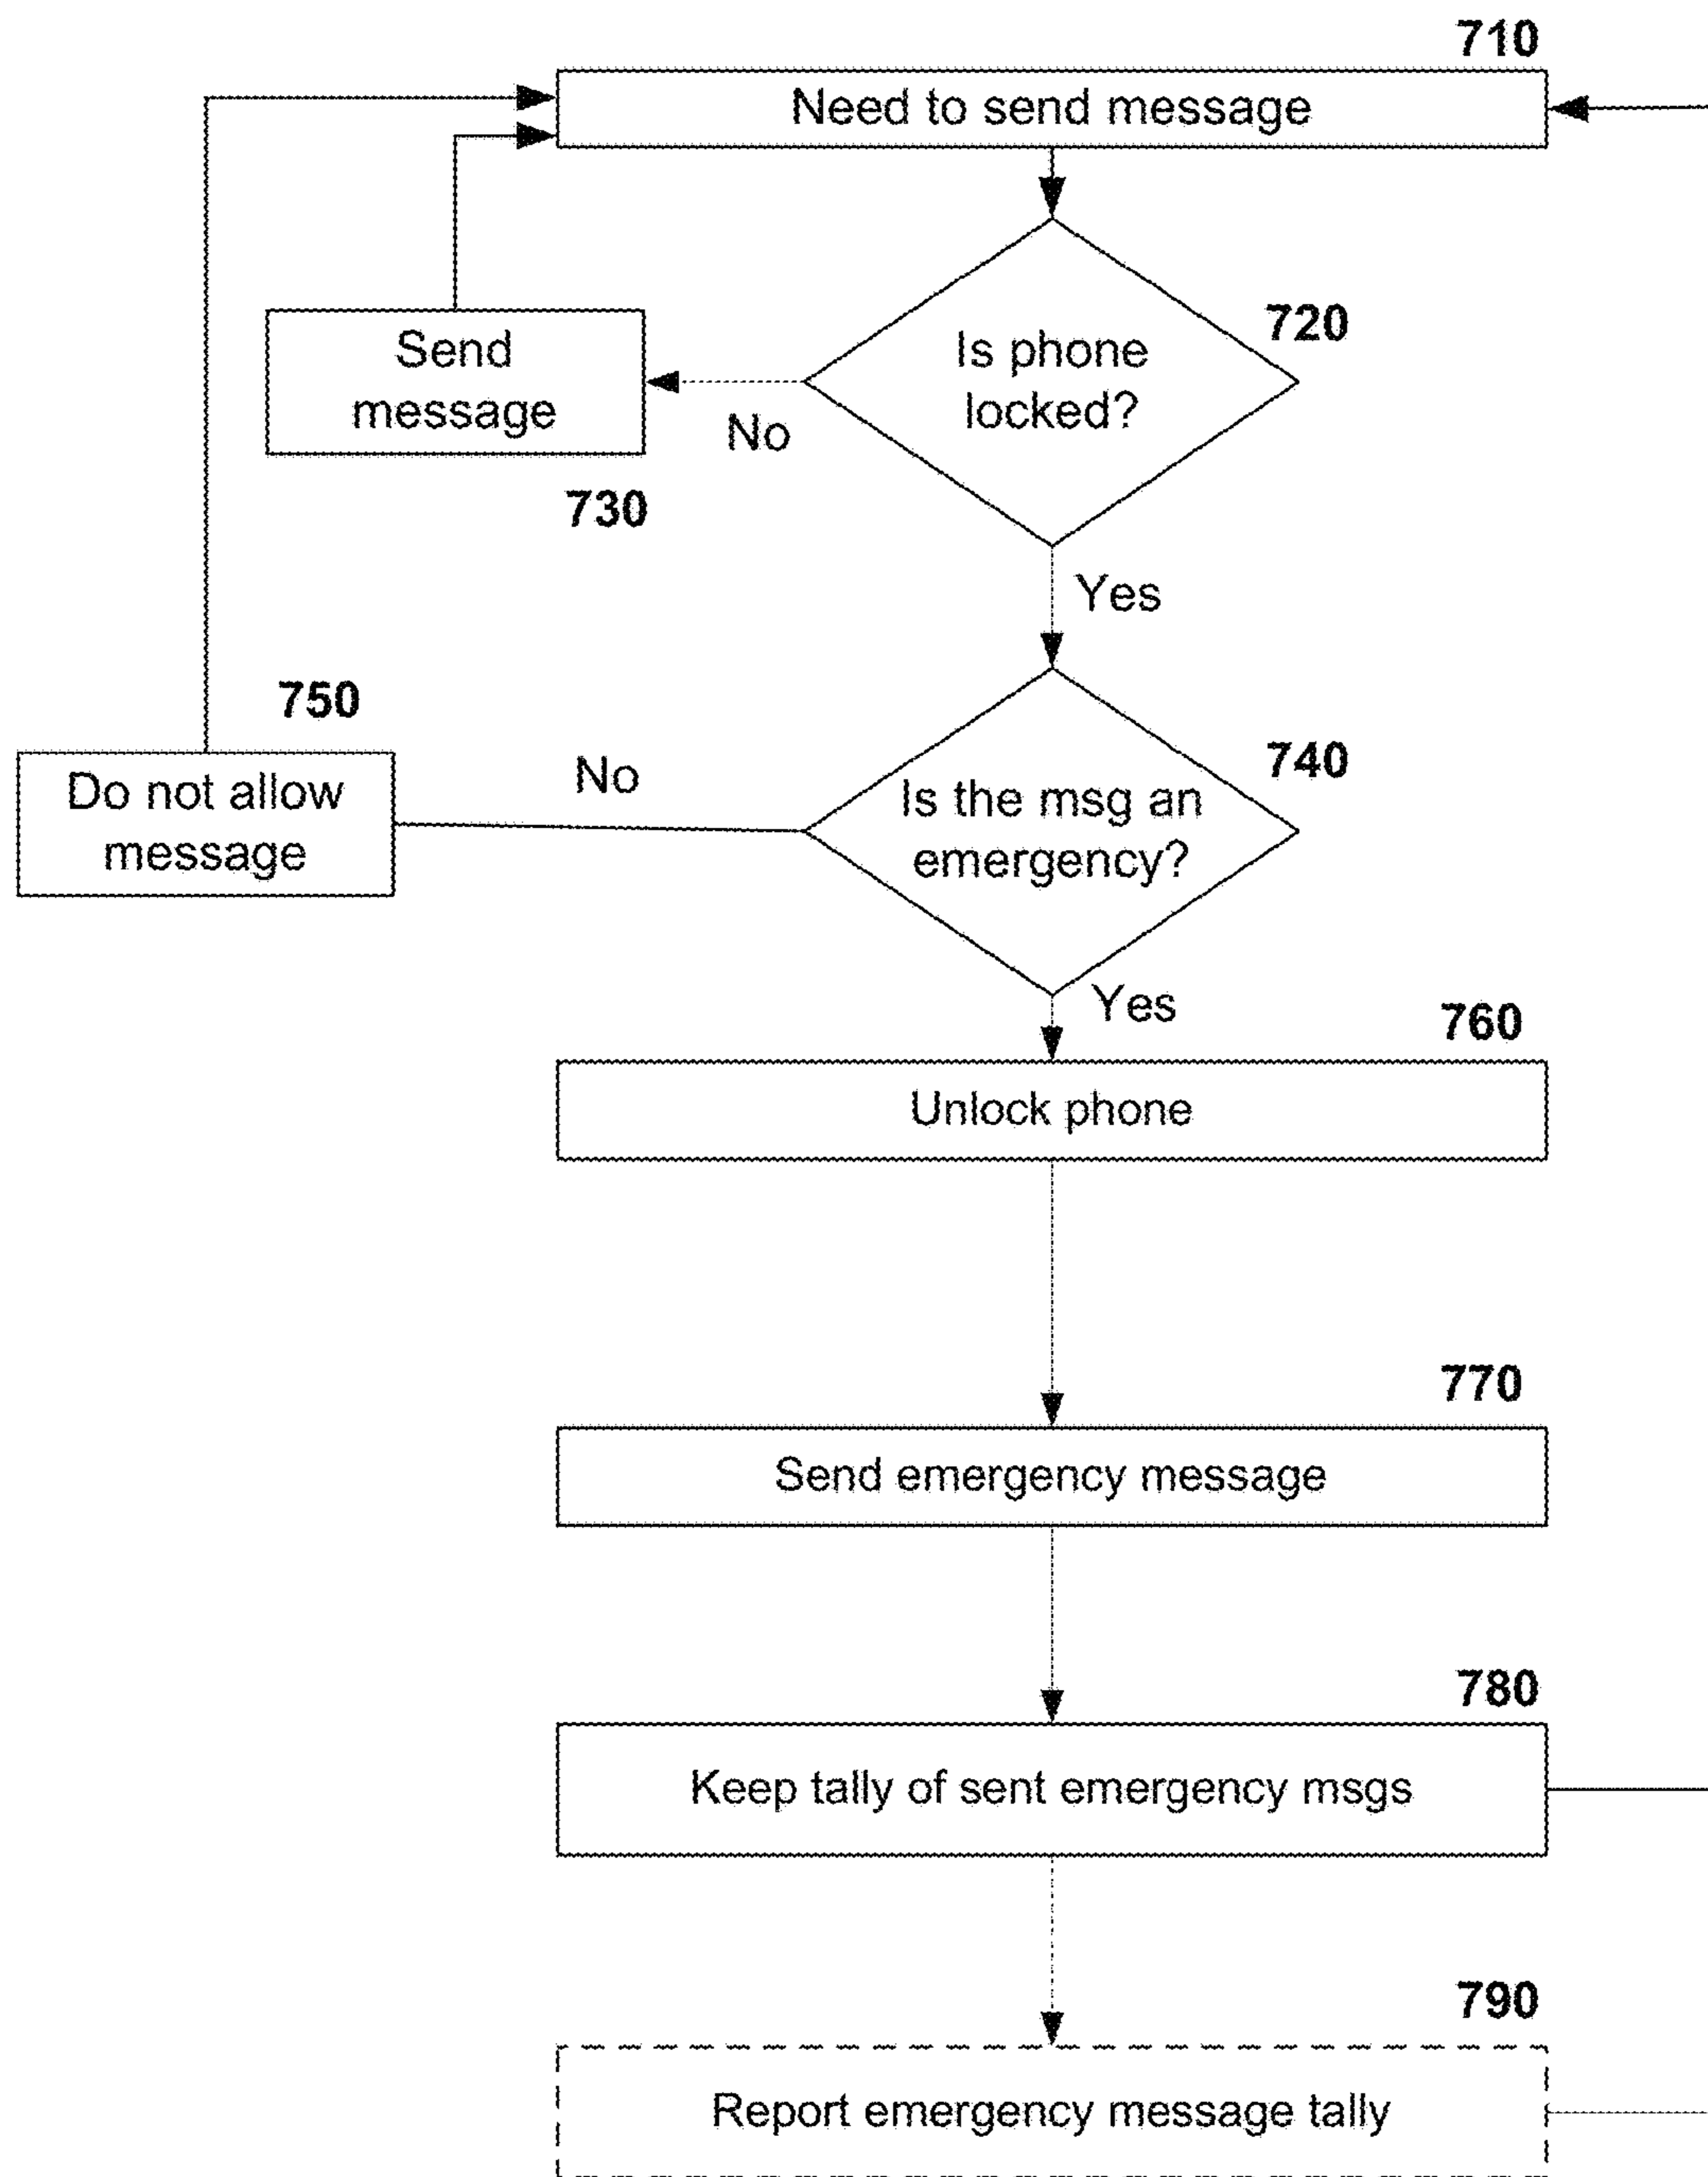 710
Need to send message
720
Is phone
locked?
Send
message
No
730
Yes
750
Do not allow
message
No
740
Is the msg an
emergency?
Yes
760
Unlock phone
770
Send emergency message
780
Keep tally of sent emergency msgs
790
Report emergency message tally